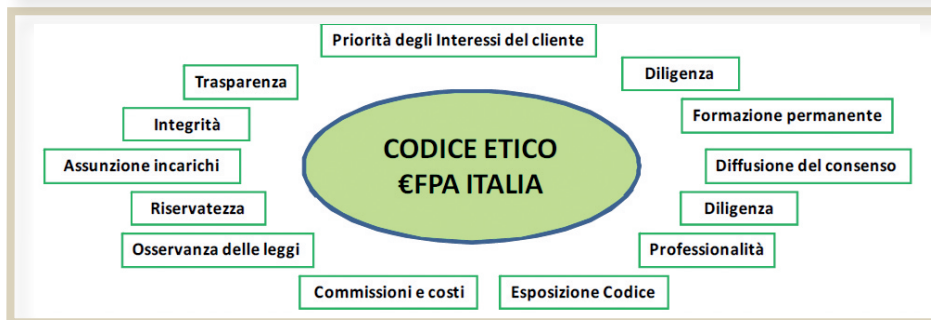 Priorità degli Interessi del cliente
Trasparenza
Diligenza
Integrità
Formazione permanente
CODICE ETICO
€FPA ITALIA
Assunzione incarichi
Diffusione del consenso
Riservatezza
Diligenza
Osservanza delle leggi
Professionalità
Commissioni e costi
Esposizione Codice